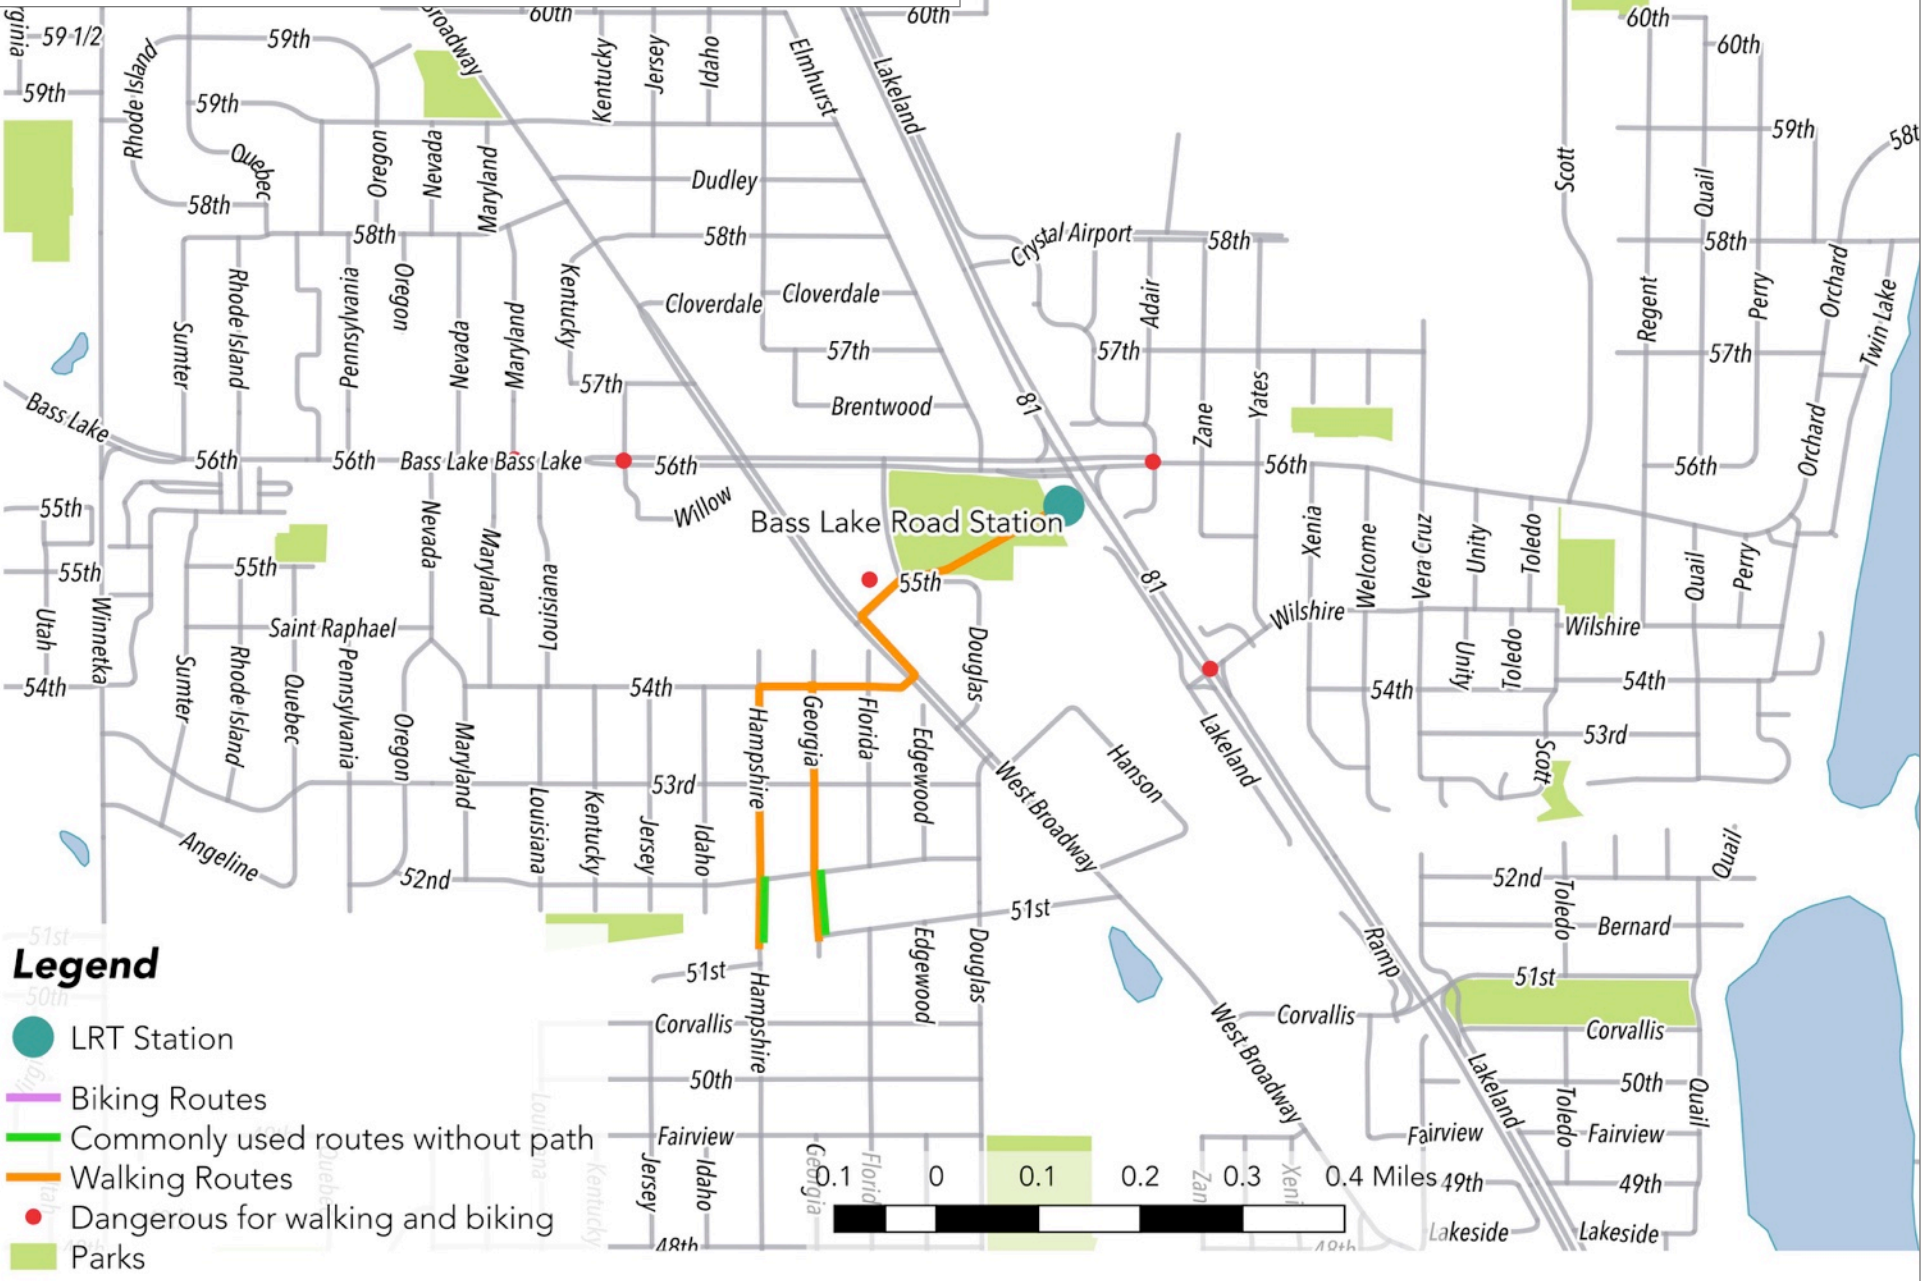 60th
60th
60th
Broadway
59 1/2
59th
Rhode Island
Kentucky
Jersey
Idaho
Elmhurst
Lakeland
60th
59th
59th
59th
Quebec
Oregon
Nevada
Maryland
Dudley
Scott
Quail
58th
58th
58th
Crystal Airport
58th
58th
Sumter
Rhode Island
Pennsylvania
Oregon
Nevada
Maryland
Kentucky
Cloverdale
Cloverdale
Adair
Regent
Perry
Orchard
Twin Lake
57th
57th
57th
57th
Bass Lake
Brentwood
81
Zane
Yates
Orchard
56th
56th
Bass Lake
Bass Lake
56th
56th
56th
55th
Nevada
Maryland
Louisiana
Willow
Bass Lake Road Station
Xenia
Welcome
Vera Cruz
Unity
Toledo
Quail
Perry
55th
55th
55th
81
Utah
Winnetka
Saint Raphael
Douglas
Wilshire
Wilshire
Unity
Toledo
54th
Sumter
Rhode Island
Quebec
Pennsylvania
Oregon
Maryland
54th
Hampshire
Georgia
Florida
Edgewood
54th
54th
Lakeland
53rd
Scott
53rd
West Broadway
Hanson
Angeline
Louisiana
Kentucky
Jersey
Idaho
52nd
52nd
Toledo
Quail
51st
51st
Edgewood
Douglas
Ramp
Bernard
Legend
51st
Hampshire
51st
50th
Corvallis
West Broadway
Corvallis
Corvallis
LRT Station
50th
Lakeland
50th
Toledo
Quail
Biking Routes
Louisiana
Commonly used routes without path
Fairview
Fairview
Fairview
Quebec
Kentucky
Jersey
Idaho
Georgia
0.1 0 0.1 0.2 0.3 0.4 Miles
Walking Routes
49th
49th
Dangerous for walking and biking
Lakeside
Lakeside
Parks
48th
48th